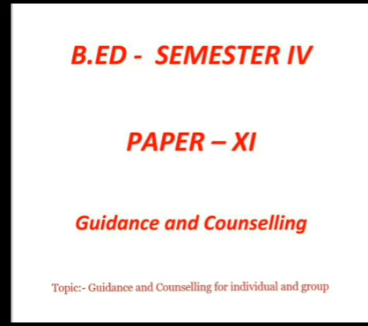 B.ED - SEMESTER IV
PAPER – XI
Guidance and Counselling
Topic:- Guidance and Counselling for individual and group